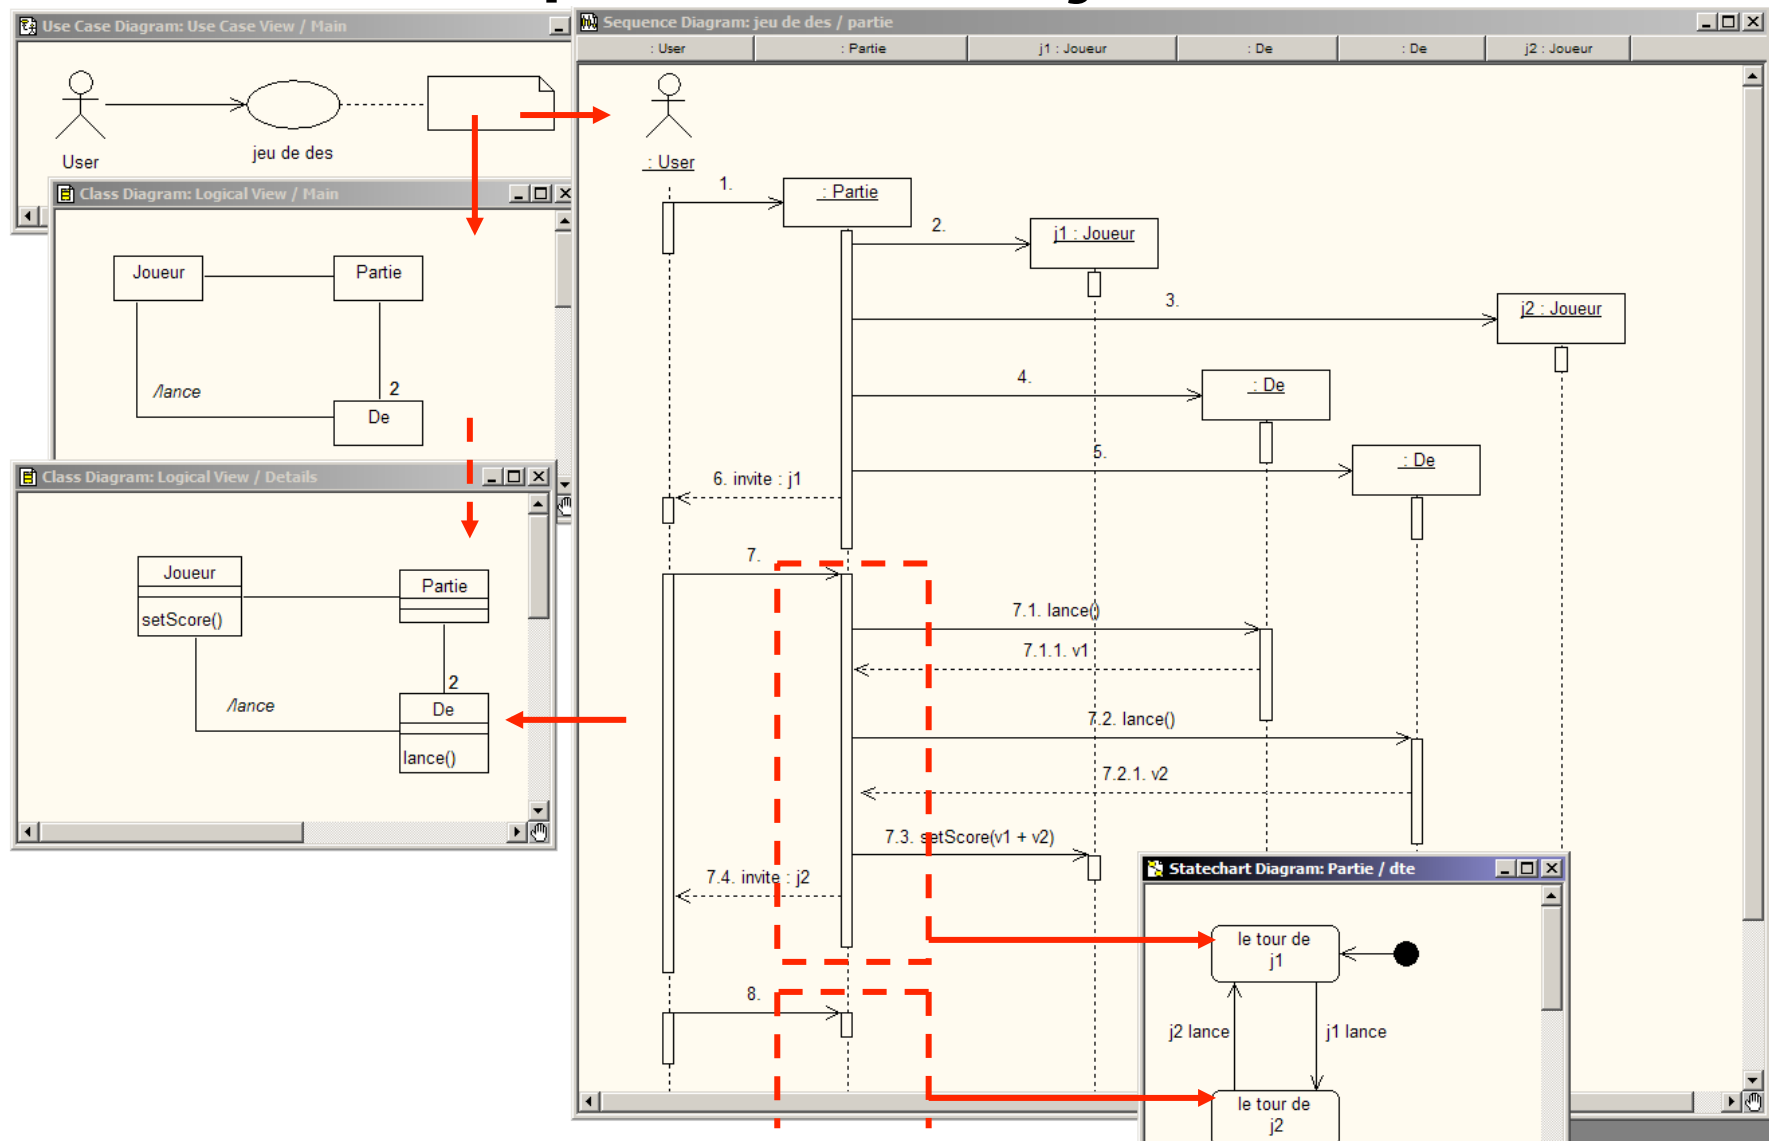 Use Case Diagram: Use Case View / Main
User
jeu de des
Class Diagram: Logical View / Main
Joueur
Partie
/lance
2
De
Class Diagram: Logical View / Details
Joueur
setScore()
Partie
/lance
2
De
lance()
Sequence Diagram: jeu de des / partie
: User
: Partie
j1 : Joueur
: De
: De
j2 : Joueur
: User
1.
: Partie
2.
j1 : Joueur
3.
j2 : Joueur
4.
: De
5.
: De
6. invite : j1
7.
7.1. lance()
7.1.1. v1
7.2. lance()
7.2.1. v2
7.3. setScore(v1 + v2)
7.4. invite : j2
8.
Statechart Diagram: Partie / dte
le tour de
j1
j2 lance
j1 lance
le tour de
j2